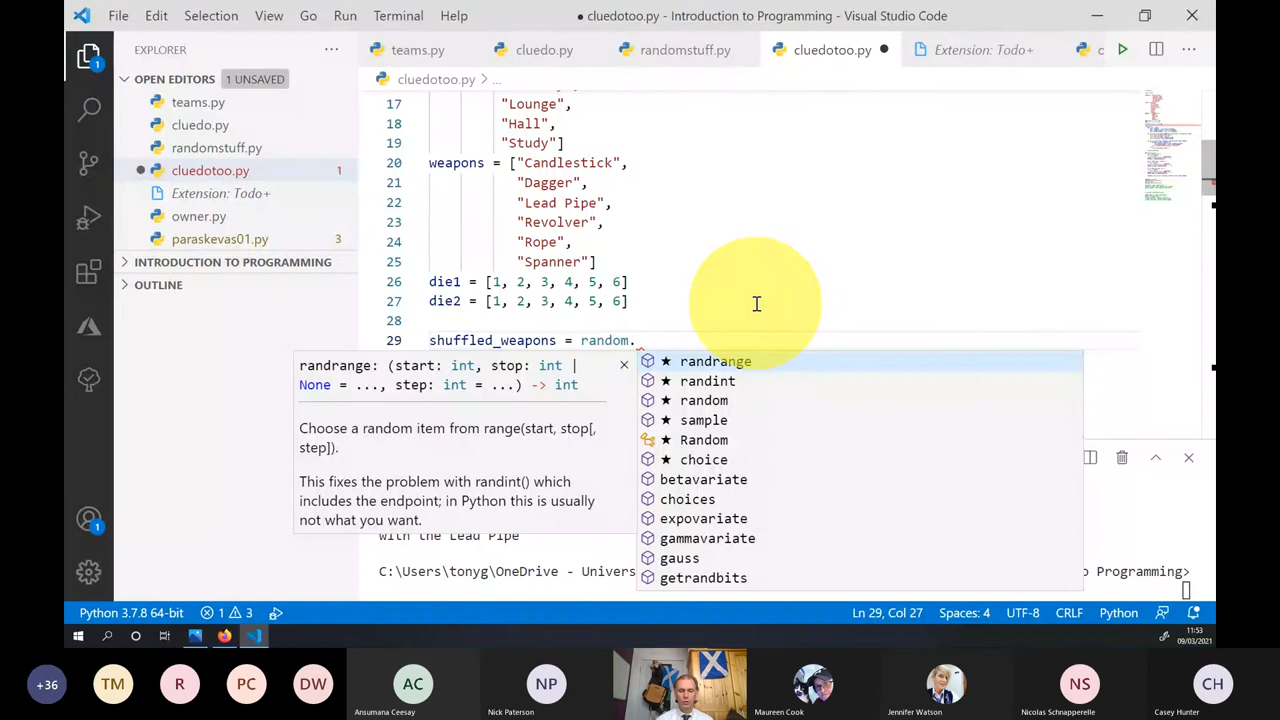 File Edit Selection View Go Run Terminal Help
● cluedotoo.py - Introduction to Programming - Visual Studio Code
EXPLORER
teams.py cluedo.py randomstuff.py cluedotoo.py Extension: Todo+ c
cluedotoo.py > ...
OPEN EDITORS 1 UNSAVED
teams.py
cluedo.py
randomstuff.py
cluedotoo.py 1
Extension: Todo+
owner.py
paraskevas01.py 3
INTRODUCTION TO PROGRAMMING
OUTLINE
17 "Lounge",
18 "Hall",
19 "Study"]
20 weapons = ["Candlestick",
21 "Dagger",
22 "Lead Pipe",
23 "Revolver",
24 "Rope",
25 "Spanner"]
26 die1 = [1, 2, 3, 4, 5, 6]
27 die2 = [1, 2, 3, 4, 5, 6]
28
29 shuffled_weapons = random.
randrange: (start: int, stop: int |
None = ..., step: int = ...) -> int
Choose a random item from range(start, stop[,
step]).
This fixes the problem with randint() which
includes the endpoint; in Python this is usually
not what you want.
★ randrange
★ randint
★ random
★ sample
★ Random
★ choice
betavariate
choices
expovariate
gammavariate
gauss
getrandbits
with the Lead Pipe
C:\Users\tonyg\OneDrive - Univers
o Programming>
1
1
Python 3.7.8 64-bit 1 3 Ln 29, Col 27 Spaces: 4 UTF-8 CRLF Python
11:53
09/03/2021
+36 TM R PC DW AC NP NS CH
Ansumana Ceesay Nick Paterson Maureen Cook Jennifer Watson Nicolas Schnapperelle Casey Hunter